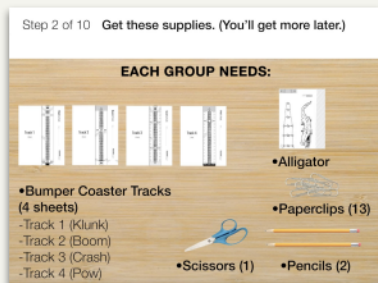 Step 2 of 10 Get these supplies. (You'll get more later.)
EACH GROUP NEEDS:
•Bumper Coaster Tracks
(4 sheets)
-Track 1 (Klunk)
-Track 2 (Boom)
-Track 3 (Crash)
-Track 4 (Pow)
•Alligator
•Paperclips (13)
•Scissors (1)
•Pencils (2)